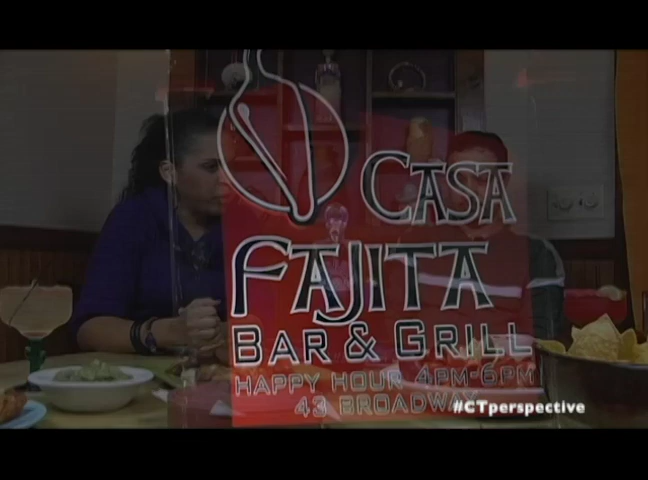 CASA
FAJITA
BAR & GRILL
HAPPY HOUR 4PM-6PM
43 BROADWAY
#CTperspective